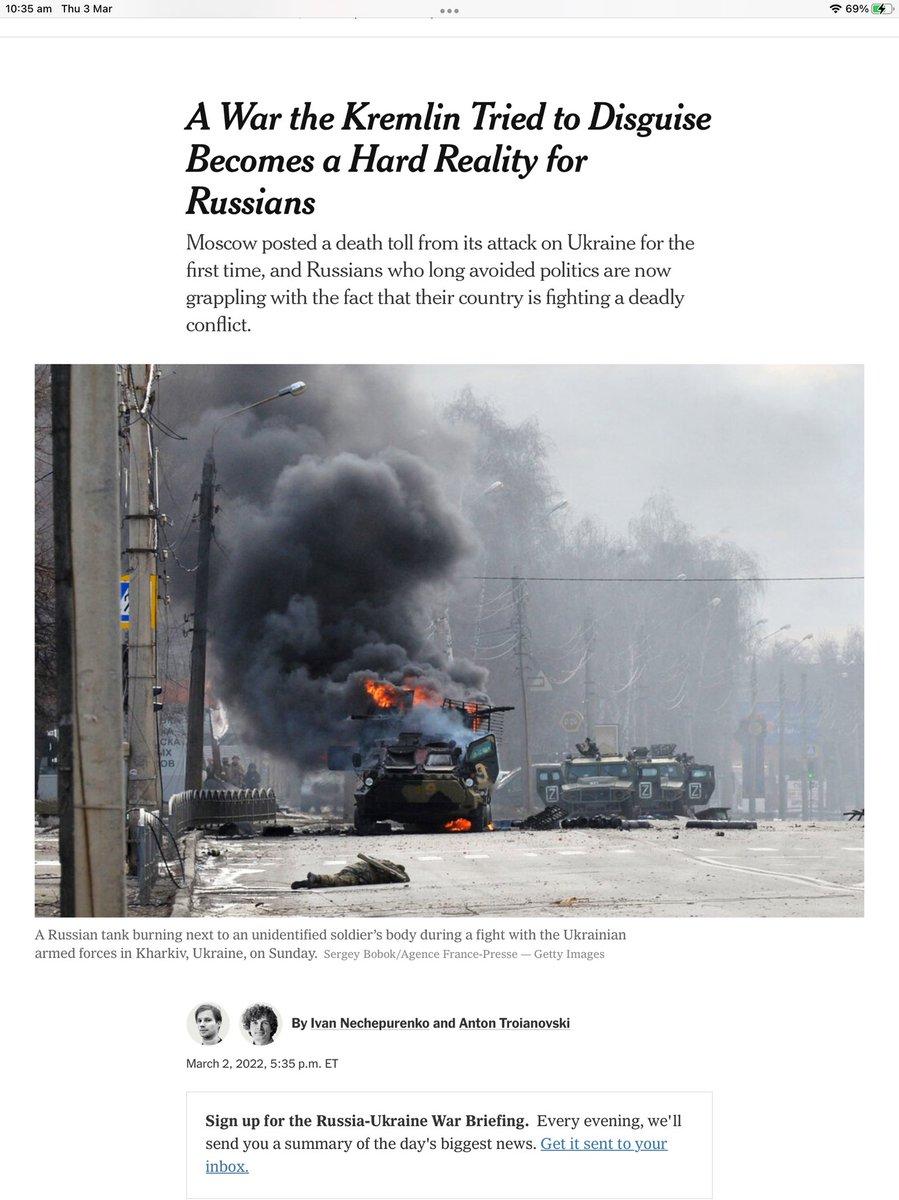 10:35 am Thu 3 Mar
69%
A War the Kremlin Tried to Disguise
Becomes a Hard Reality for
Russians
Moscow posted a death toll from its attack on Ukraine for the
first time, and Russians who long avoided politics are now
grappling with the fact that their country is fighting a deadly
conflict.
КА
СКА
ЫХ
ОВ
Z
Z
A Russian tank burning next to an unidentified soldier’s body during a fight with the Ukrainian
armed forces in Kharkiv, Ukraine, on Sunday. Sergey Bobok/Agence France-Presse — Getty Images
By Ivan Nechepurenko and Anton Troianovski
March 2, 2022, 5:35 p.m. ET
Sign up for the Russia-Ukraine War Briefing. Every evening, we'll
send you a summary of the day's biggest news. Get it sent to your
inbox.